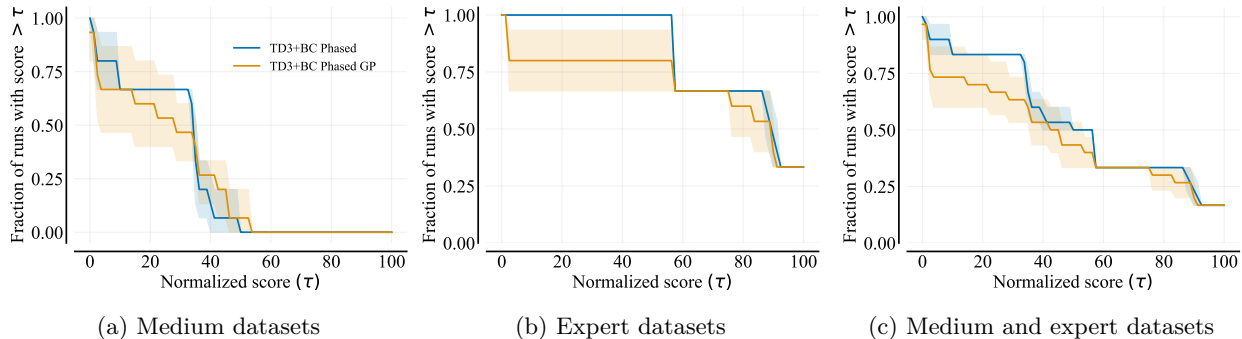 Fraction of runs with score > τ
1.00
0.75
0.50
0.25
0.00
TD3+BC Phased
TD3+BC Phased GP
0 20 40 60 80 100
Normalized score (τ)
(a) Medium datasets
Fraction of runs with score > τ
1.00
0.75
0.50
0.25
0.00
0 20 40 60 80 100
Normalized score (τ)
(b) Expert datasets
Fraction of runs with score > τ
1.00
0.75
0.50
0.25
0.00
0 20 40 60 80 100
Normalized score (τ)
(c) Medium and expert datasets